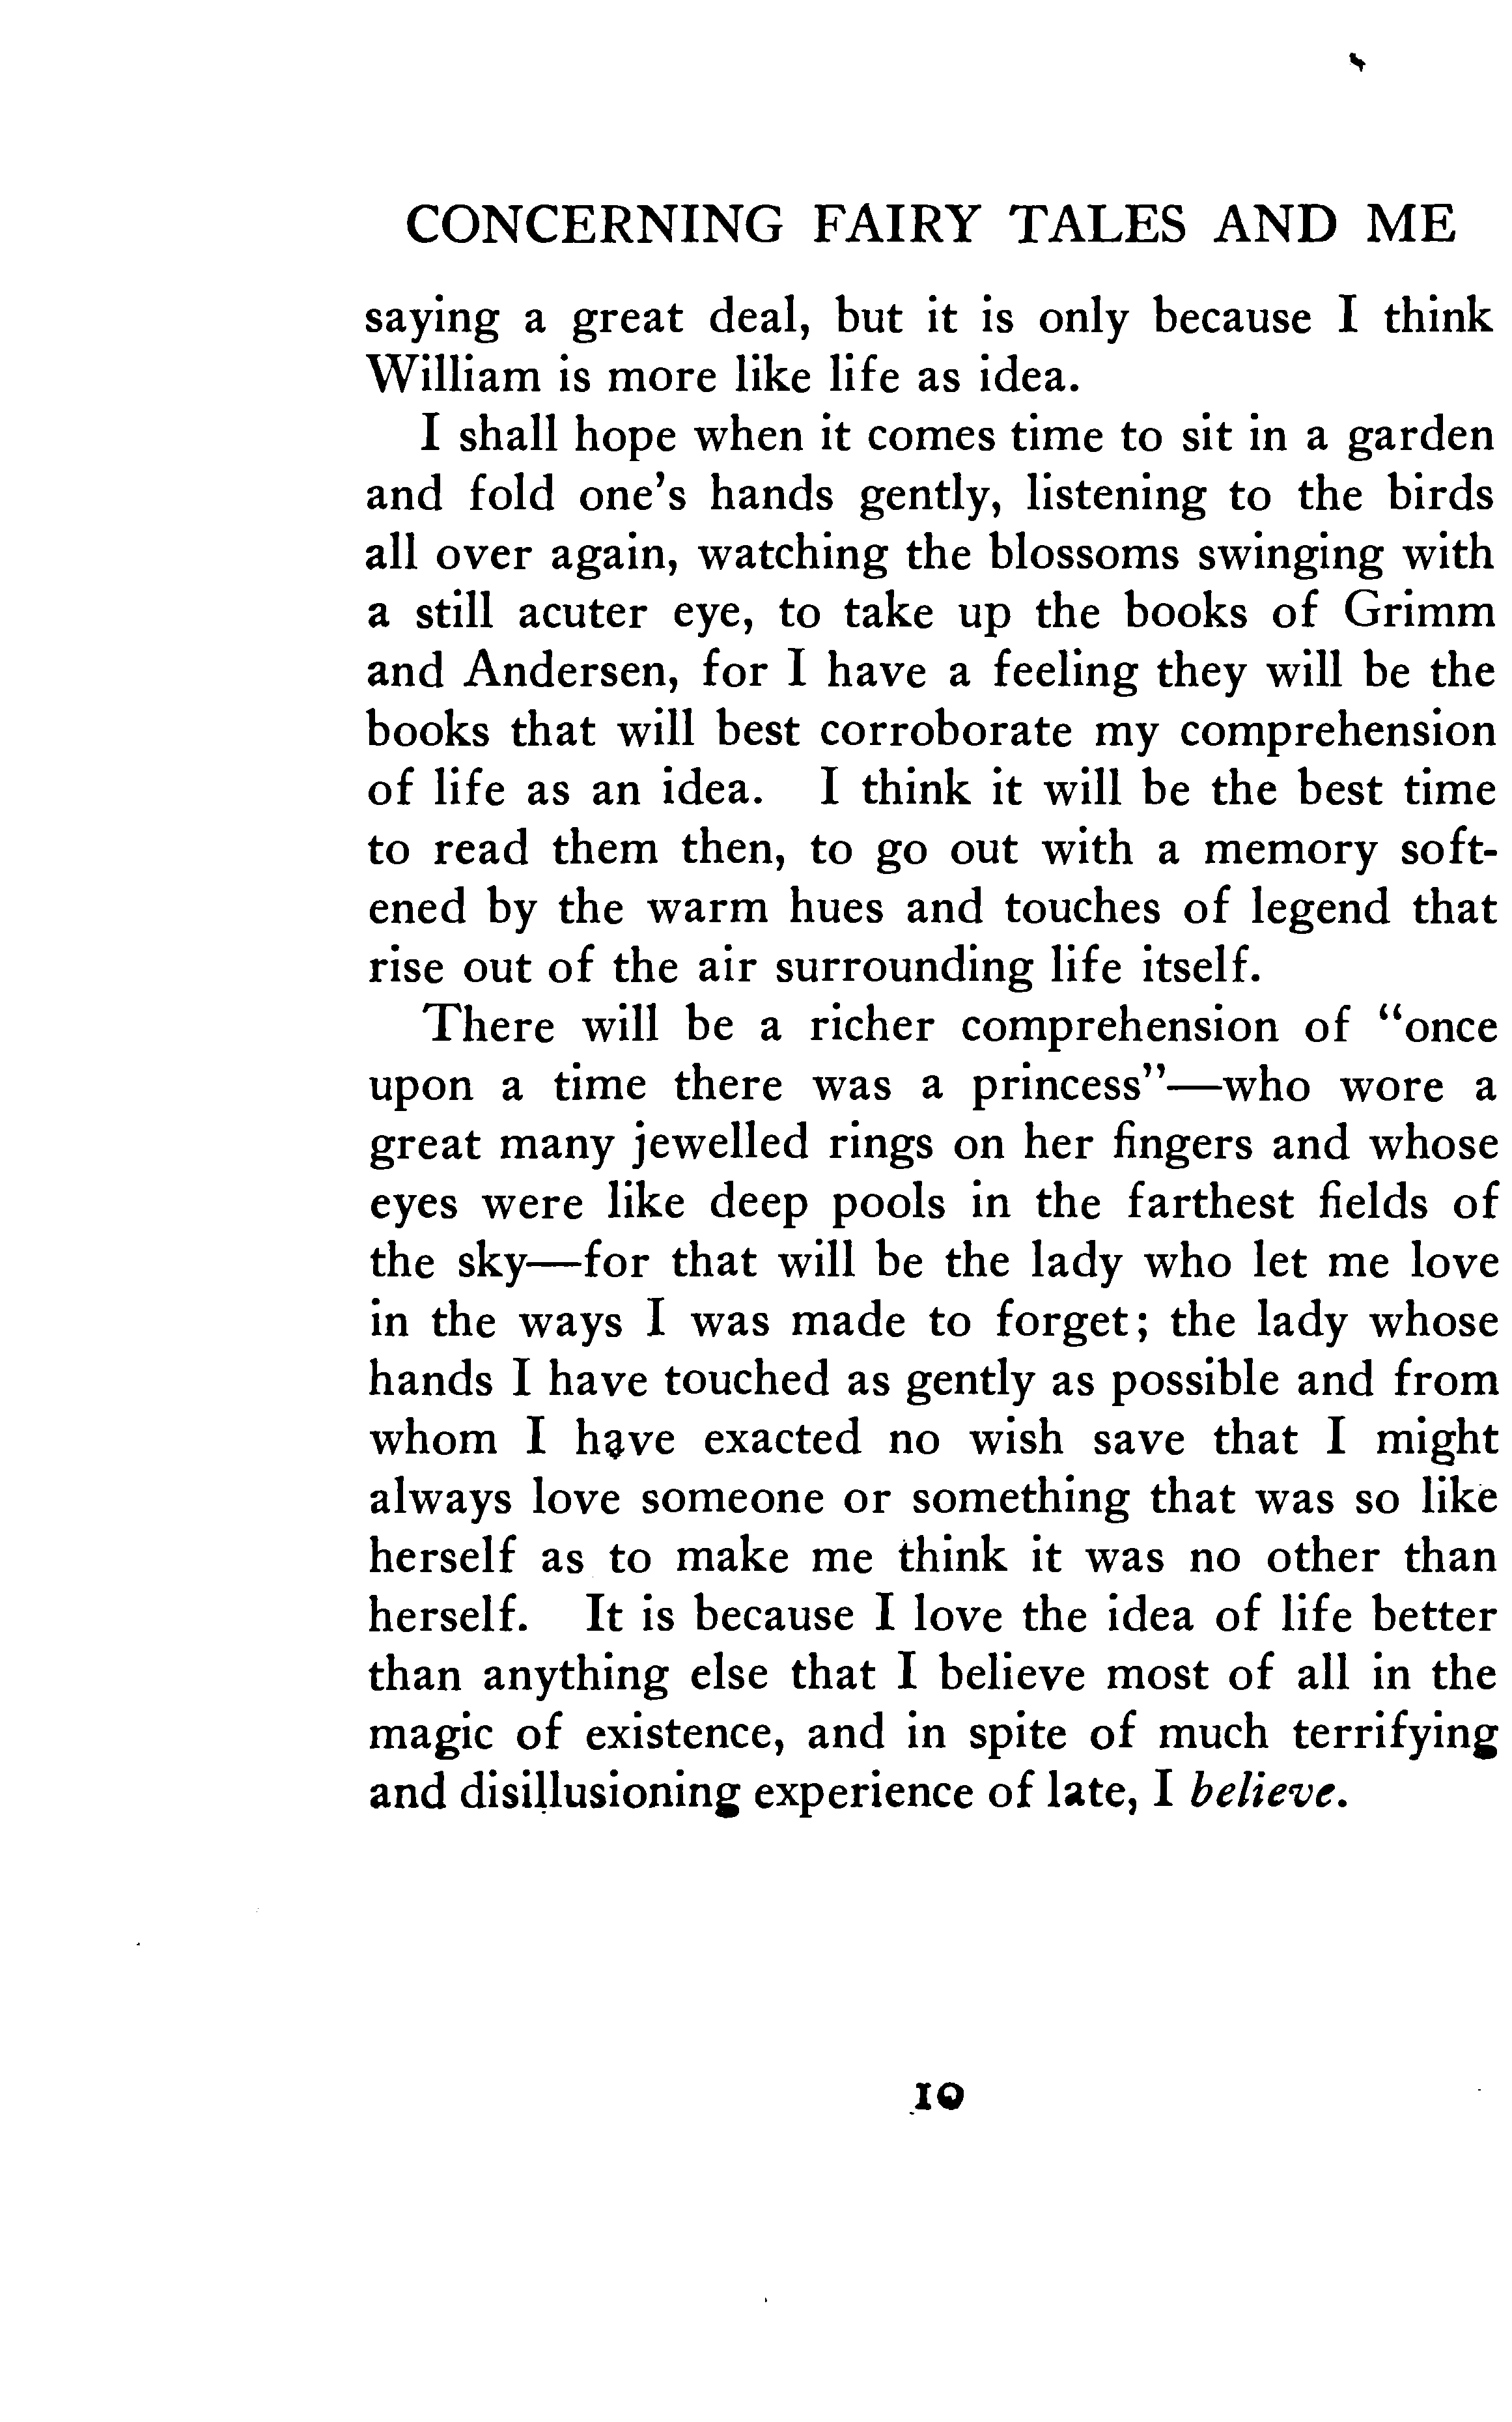 CONCERNING FAIRY TALES AND ME
saying a great deal, but it is only because I think
William is more like life as idea.
I shall hope when it comes time to sit in a garden
and fold one's hands gently, listening to the birds
all over again, watching the blossoms swinging with
a still acuter eye, to take up the books of Grimm
and Andersen, for I have a feeling they will be the
books that will best corroborate my comprehension
of life as an idea. I think it will be the best time
to read them then, to go out with a memory soft-
ened by the warm hues and touches of legend that
rise out of the air surrounding life itself.
There will be a richer comprehension of "once
upon a time there was a princess"—who wore a
great many jewelled rings on her fingers and whose
eyes were like deep pools in the farthest fields of
the sky—for that will be the lady who let me love
in the ways I was made to forget; the lady whose
hands I have touched as gently as possible and from
whom I have exacted no wish save that I might
always love someone or something that was so like
herself as to make me think it was no other than
herself. It is because I love the idea of life better
than anything else that I believe most of all in the
magic of existence, and in spite of much terrifying
and disillusioning experience of late, I believe.
10